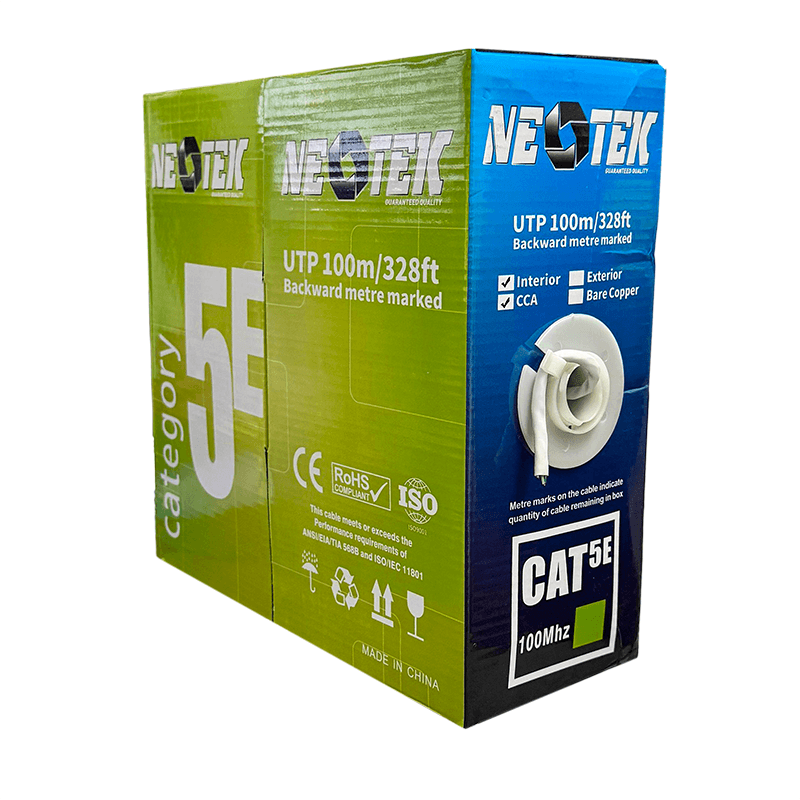 NEOTEK
GUARANTEED QUALITY
category
5E
NEOTEK
GUARANTEED QUALITY
UTP 100m/328ft
Backward metre marked
CE
RoHS
COMPLIANT
ISO
ISO9001
This cable meets or exceeds the
Performance requirements of
ANSI/EIA/TIA 568B and ISO/IEC 11801
MADE IN CHINA
NEOTEK
GUARANTEED QUALITY
UTP 100m/328ft
Backward metre marked
Interior Exterior
CCA Bare Copper
Metre marks on the cable indicate
quantity of cable remaining in box
CAT5E
100Mhz